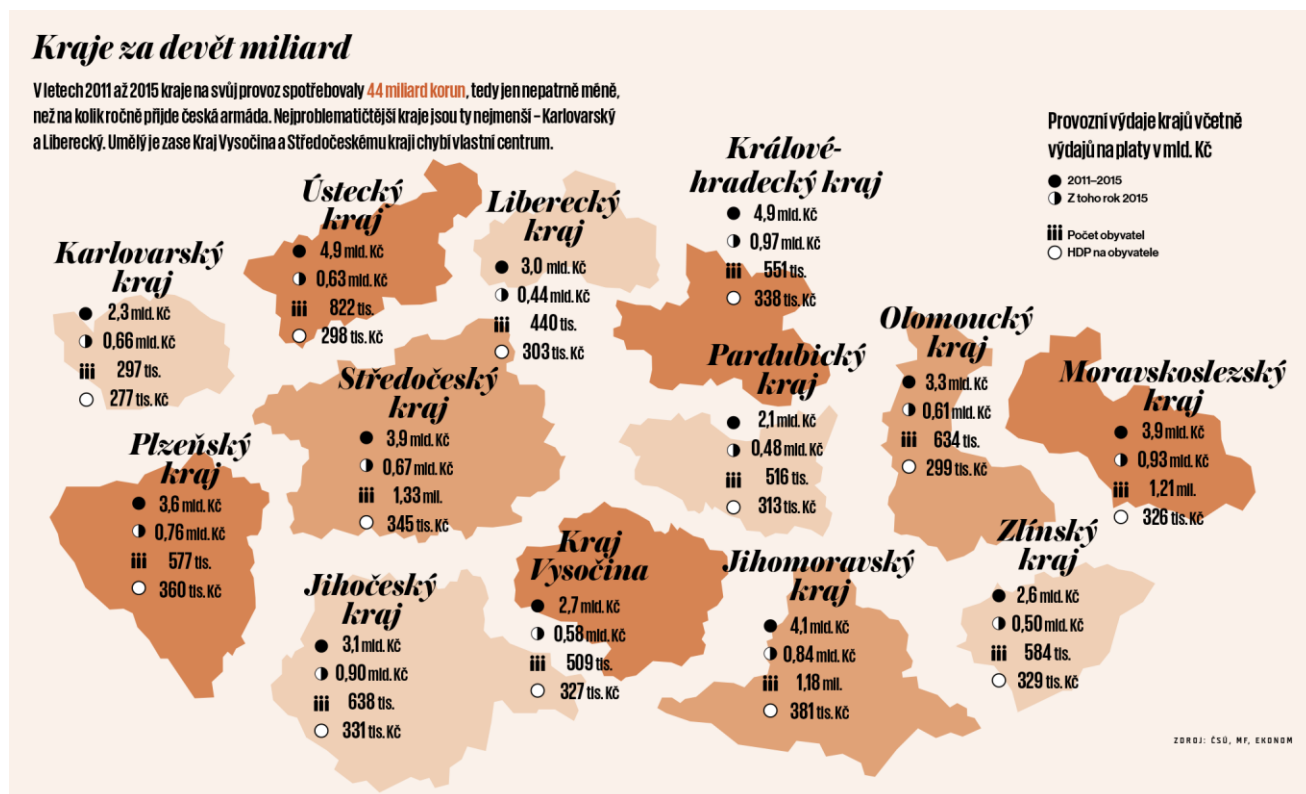 Kraje za devět miliard
V letech 2011 až 2015 kraje na svůj provoz spotřebovaly 44 miliard korun, tedy jen nepatrně méně,
než na kolik ročně přijde česká armáda. Nejproblematičtější kraje jsou ty nejmenší – Karlovarský
a Liberecký. Umělý je zase Kraj Vysočina a Středočeskému kraji chybí vlastní centrum.
Provozní výdaje krajů včetně
výdajů na platy v mld. Kč
2011–2015
Z toho rok 2015
Počet obyvatel
HDP na obyvatele
Karlovarský
kraj
2,3 mld. Kč
0,66 mld. Kč
297 tis.
277 tis. Kč
Ústecký
kraj
4,9 mld. Kč
0,63 mld. Kč
822 tis.
298 tis. Kč
Liberecký
kraj
3,0 mld. Kč
0,44 mld. Kč
440 tis.
303 tis. Kč
Králové-
hradecký kraj
4,9 mld. Kč
0,97 mld. Kč
551 tis.
338 tis. Kč
Středočeský
kraj
3,9 mld. Kč
0,67 mld. Kč
1,33 mil.
345 tis. Kč
Pardubický
kraj
2,1 mld. Kč
0,48 mld. Kč
516 tis.
313 tis. Kč
Olomoucký
kraj
3,3 mld. Kč
0,61 mld. Kč
634 tis.
299 tis. Kč
Moravskoslezský
kraj
3,9 mld. Kč
0,93 mld. Kč
1,21 mil.
326 tis. Kč
Plzeňský
kraj
3,6 mld. Kč
0,76 mld. Kč
577 tis.
360 tis. Kč
Jihočeský
kraj
3,1 mld. Kč
0,90 mld. Kč
638 tis.
331 tis. Kč
Kraj
Vysočina
2,7 mld. Kč
0,58 mld. Kč
509 tis.
327 tis. Kč
Jihomoravský
kraj
4,1 mld. Kč
0,84 mld. Kč
1,18 mil.
381 tis. Kč
Zlínský
kraj
2,6 mld. Kč
0,50 mld. Kč
584 tis.
329 tis. Kč
ZDROJ: ČSÚ, MF, EKONOM